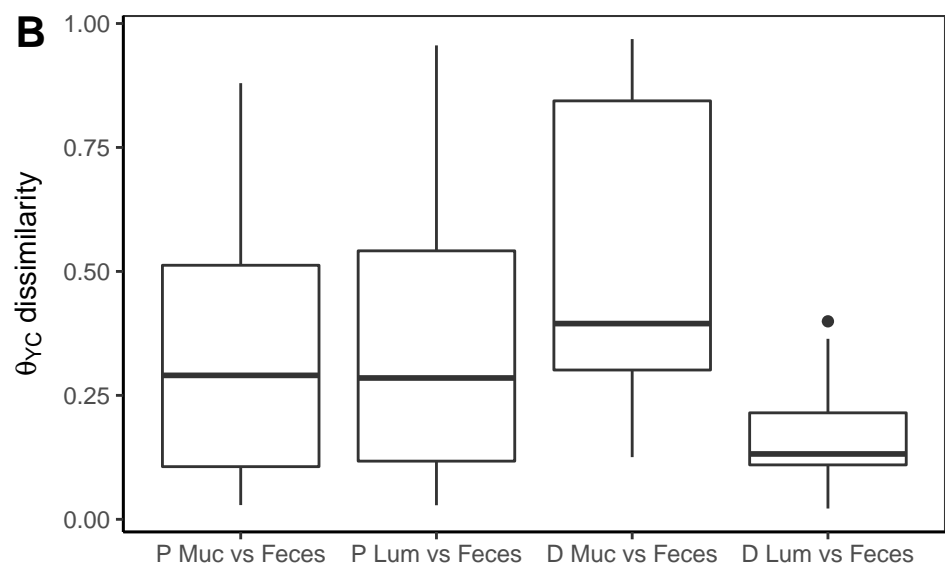 B
θYC dissimilarity
1.00
0.75
0.50
0.25
0.00
P Muc vs Feces
P Lum vs Feces
D Muc vs Feces
D Lum vs Feces